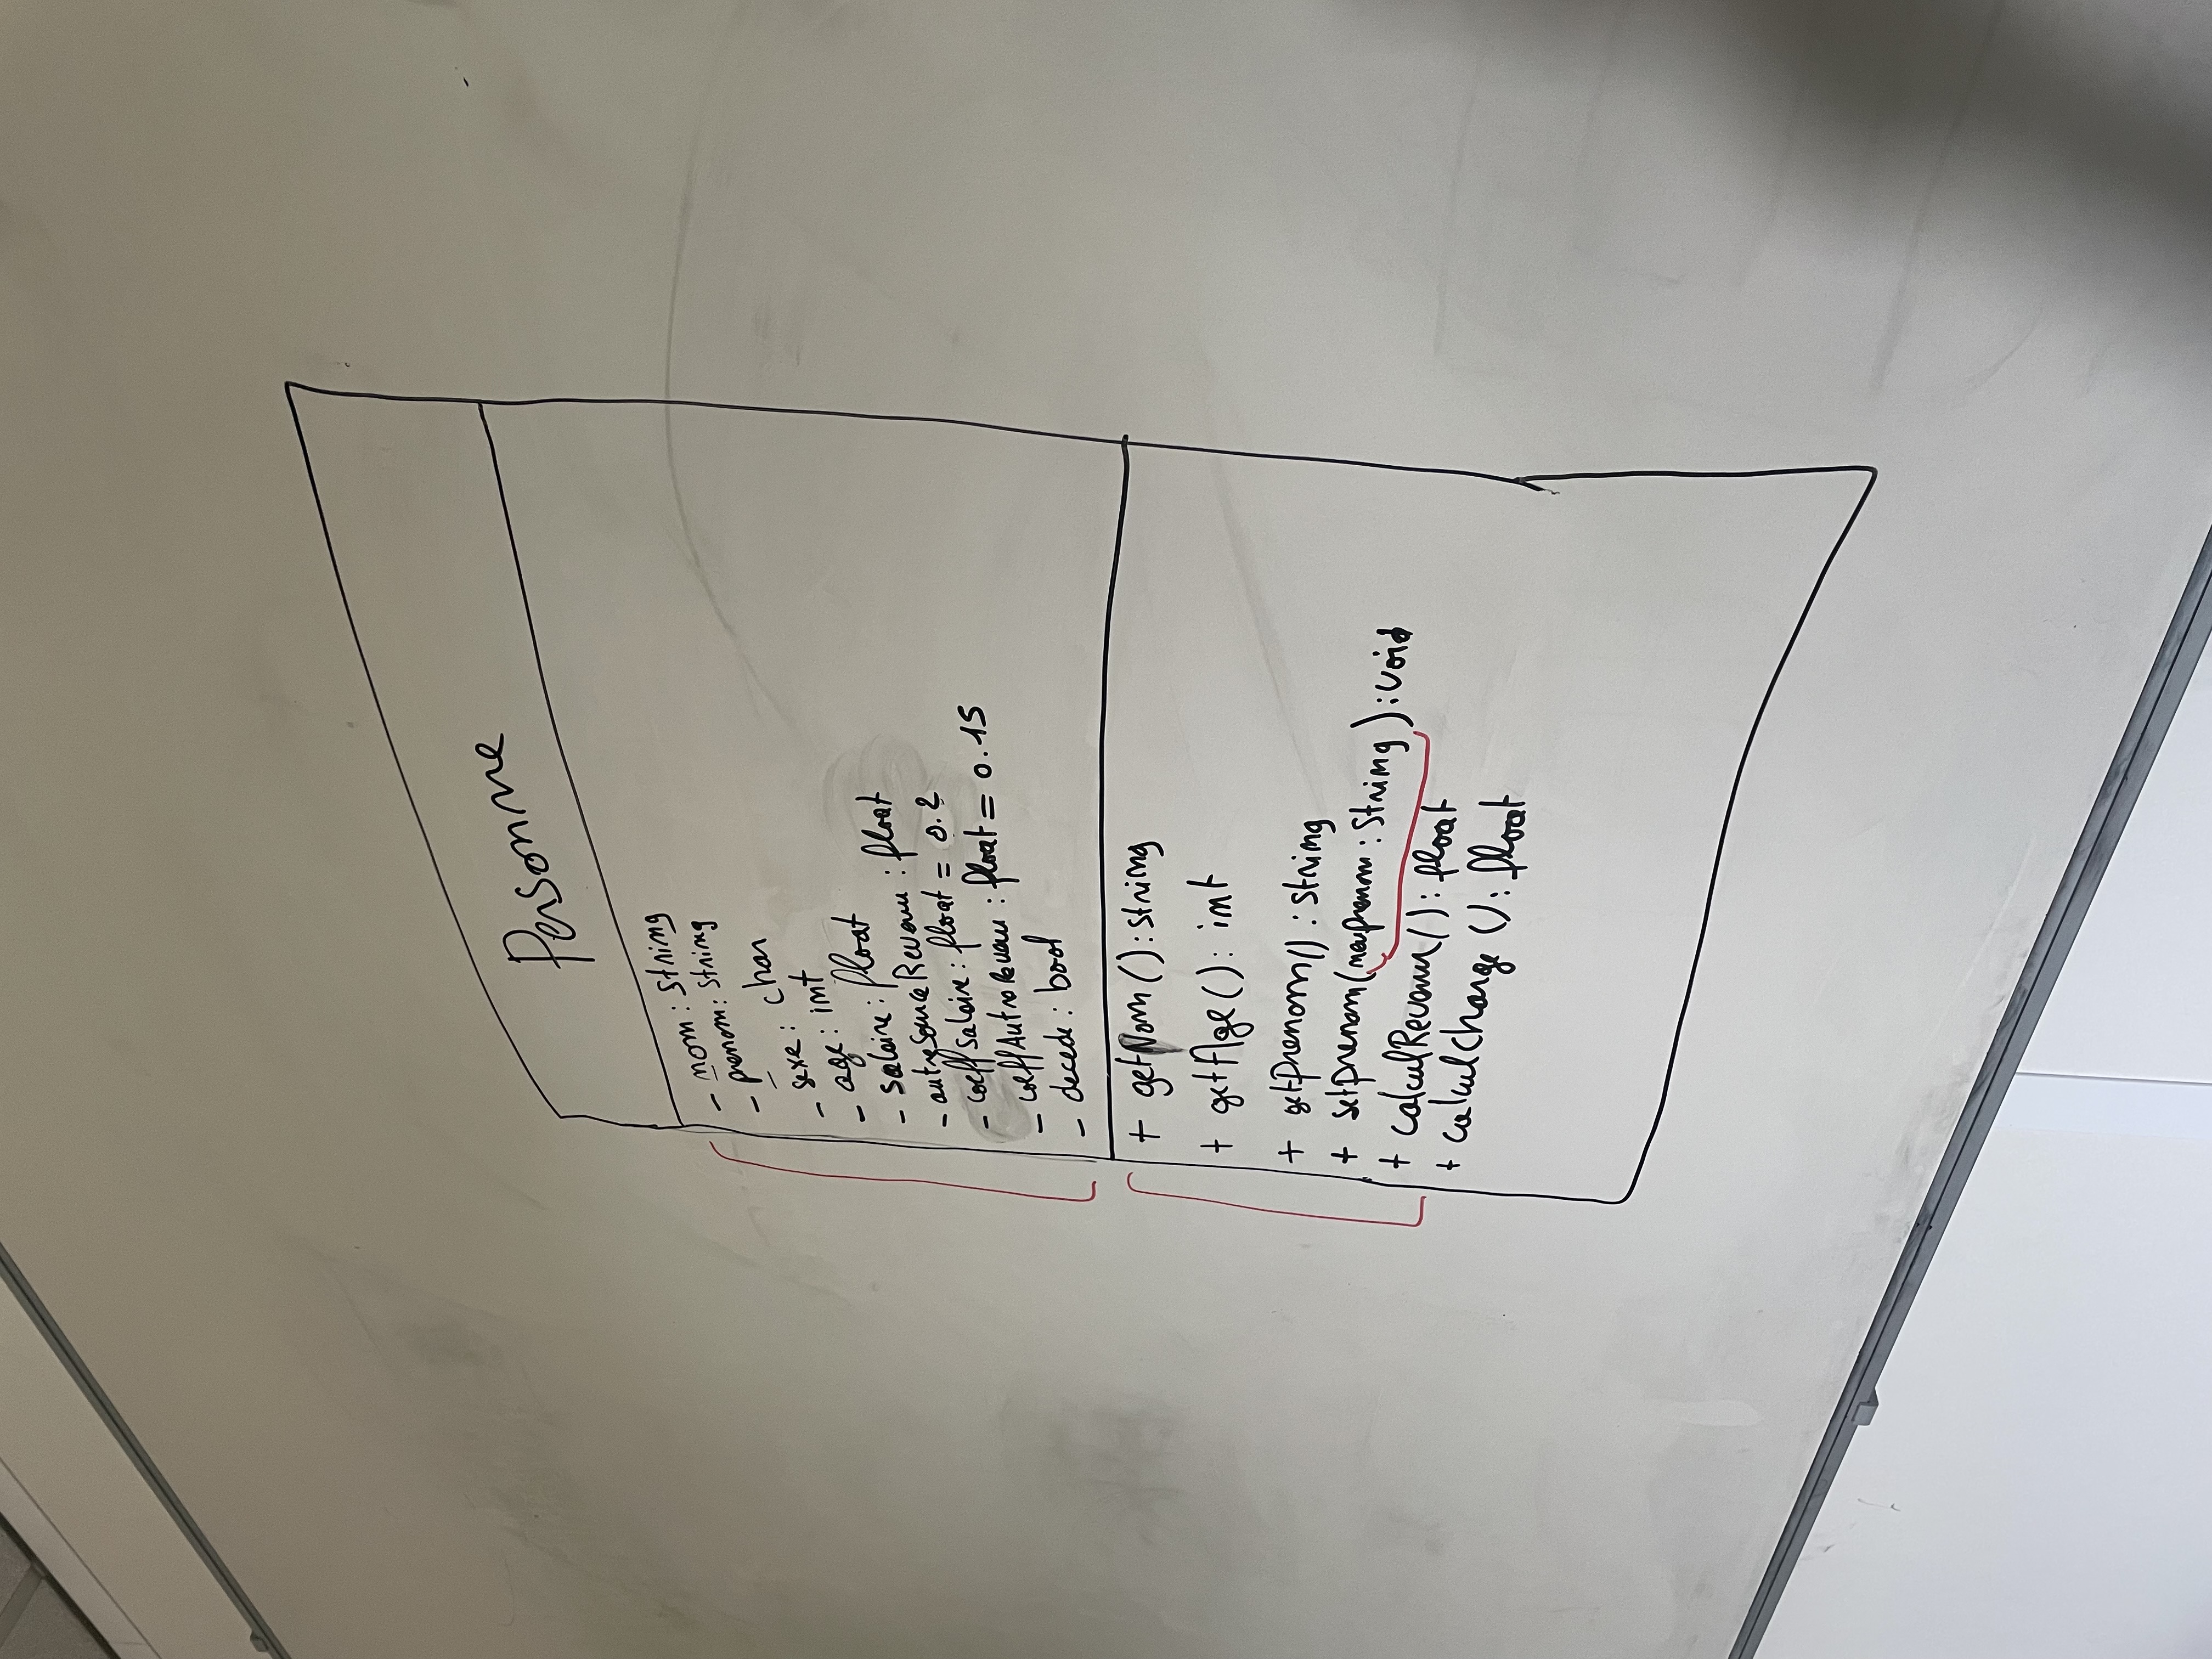 Personne
- nom : string
- prenom : string
- sexe : char
- age : int
- salaire : float
- autreSourceRevenu : float
- coeffSalaire : float = 0.2
- coeffAutreRevenu : float = 0.15
- decede : bool
+ getNom () : string
+ getAge () : int
+ getPrenom() : string
+ setPrenom (nouvPrenom : String) : void
+ calculRevenu () : float
+ calculCharge () : float